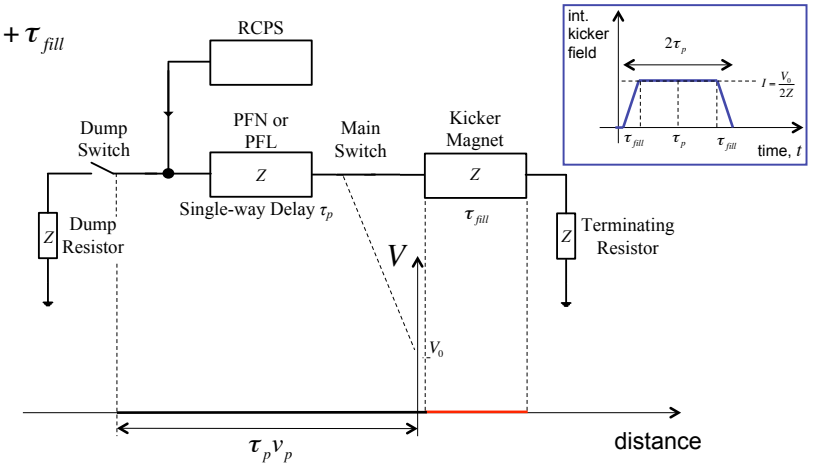 + τ_fill
RCPS
Dump
Switch
PFN or
PFL
Main
Switch
Kicker
Magnet
Z
Z
Single-way Delay τ_p
τ_fill
Z
Dump
Resistor
Z
Terminating
Resistor
V
V_0
τ_p v_p
distance
int.
kicker
field
2τ_p
I = V_0/2Z
τ_fill τ_p τ_fill
time, t